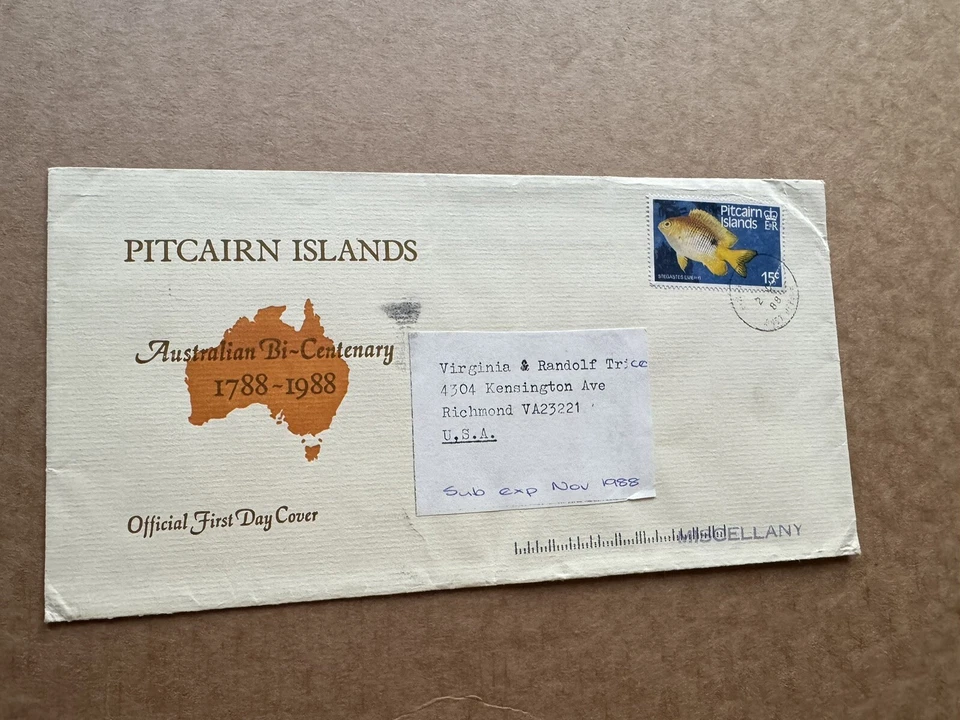 PITCAIRN ISLANDS
Australian Bi-Centenary
1788-1988
Official First Day Cover
Pitcairn
Islands
EIIR
15c
Virginia & Randolf Trice
4304 Kensington Ave
Richmond VA23221
U.S.A.
Sub exp Nov 1988
MISCELLANY